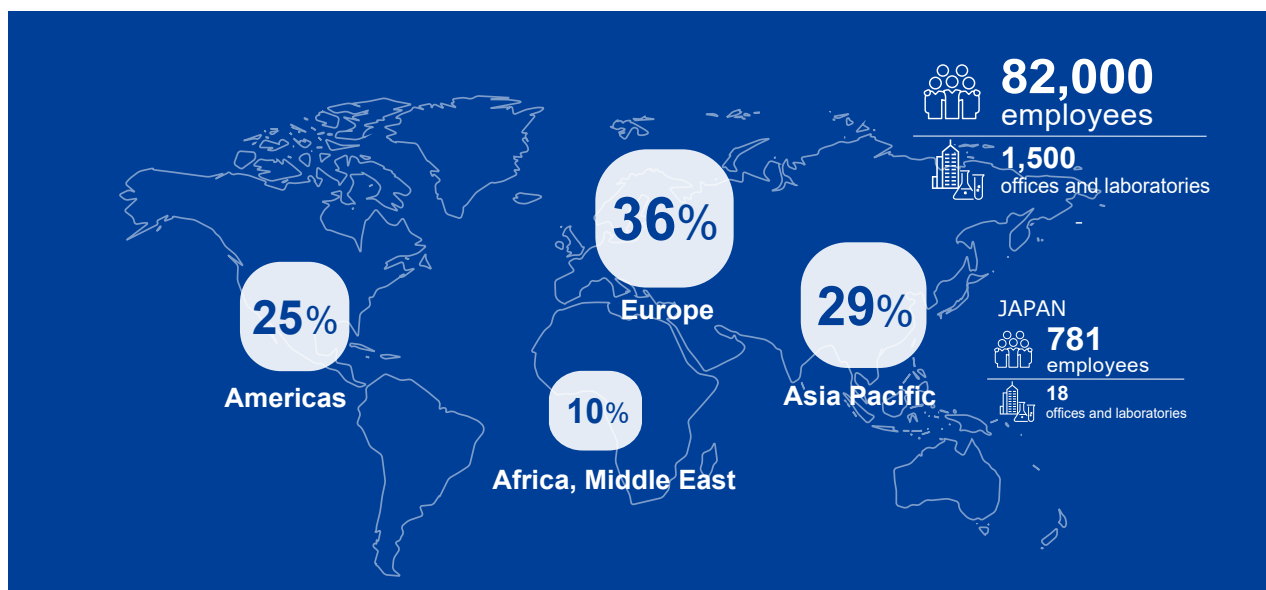 82,000
employees
1,500
offices and laboratories
36%
Europe
25%
Americas
29%
Asia Pacific
JAPAN
781
employees
18
offices and laboratories
10%
Africa, Middle East